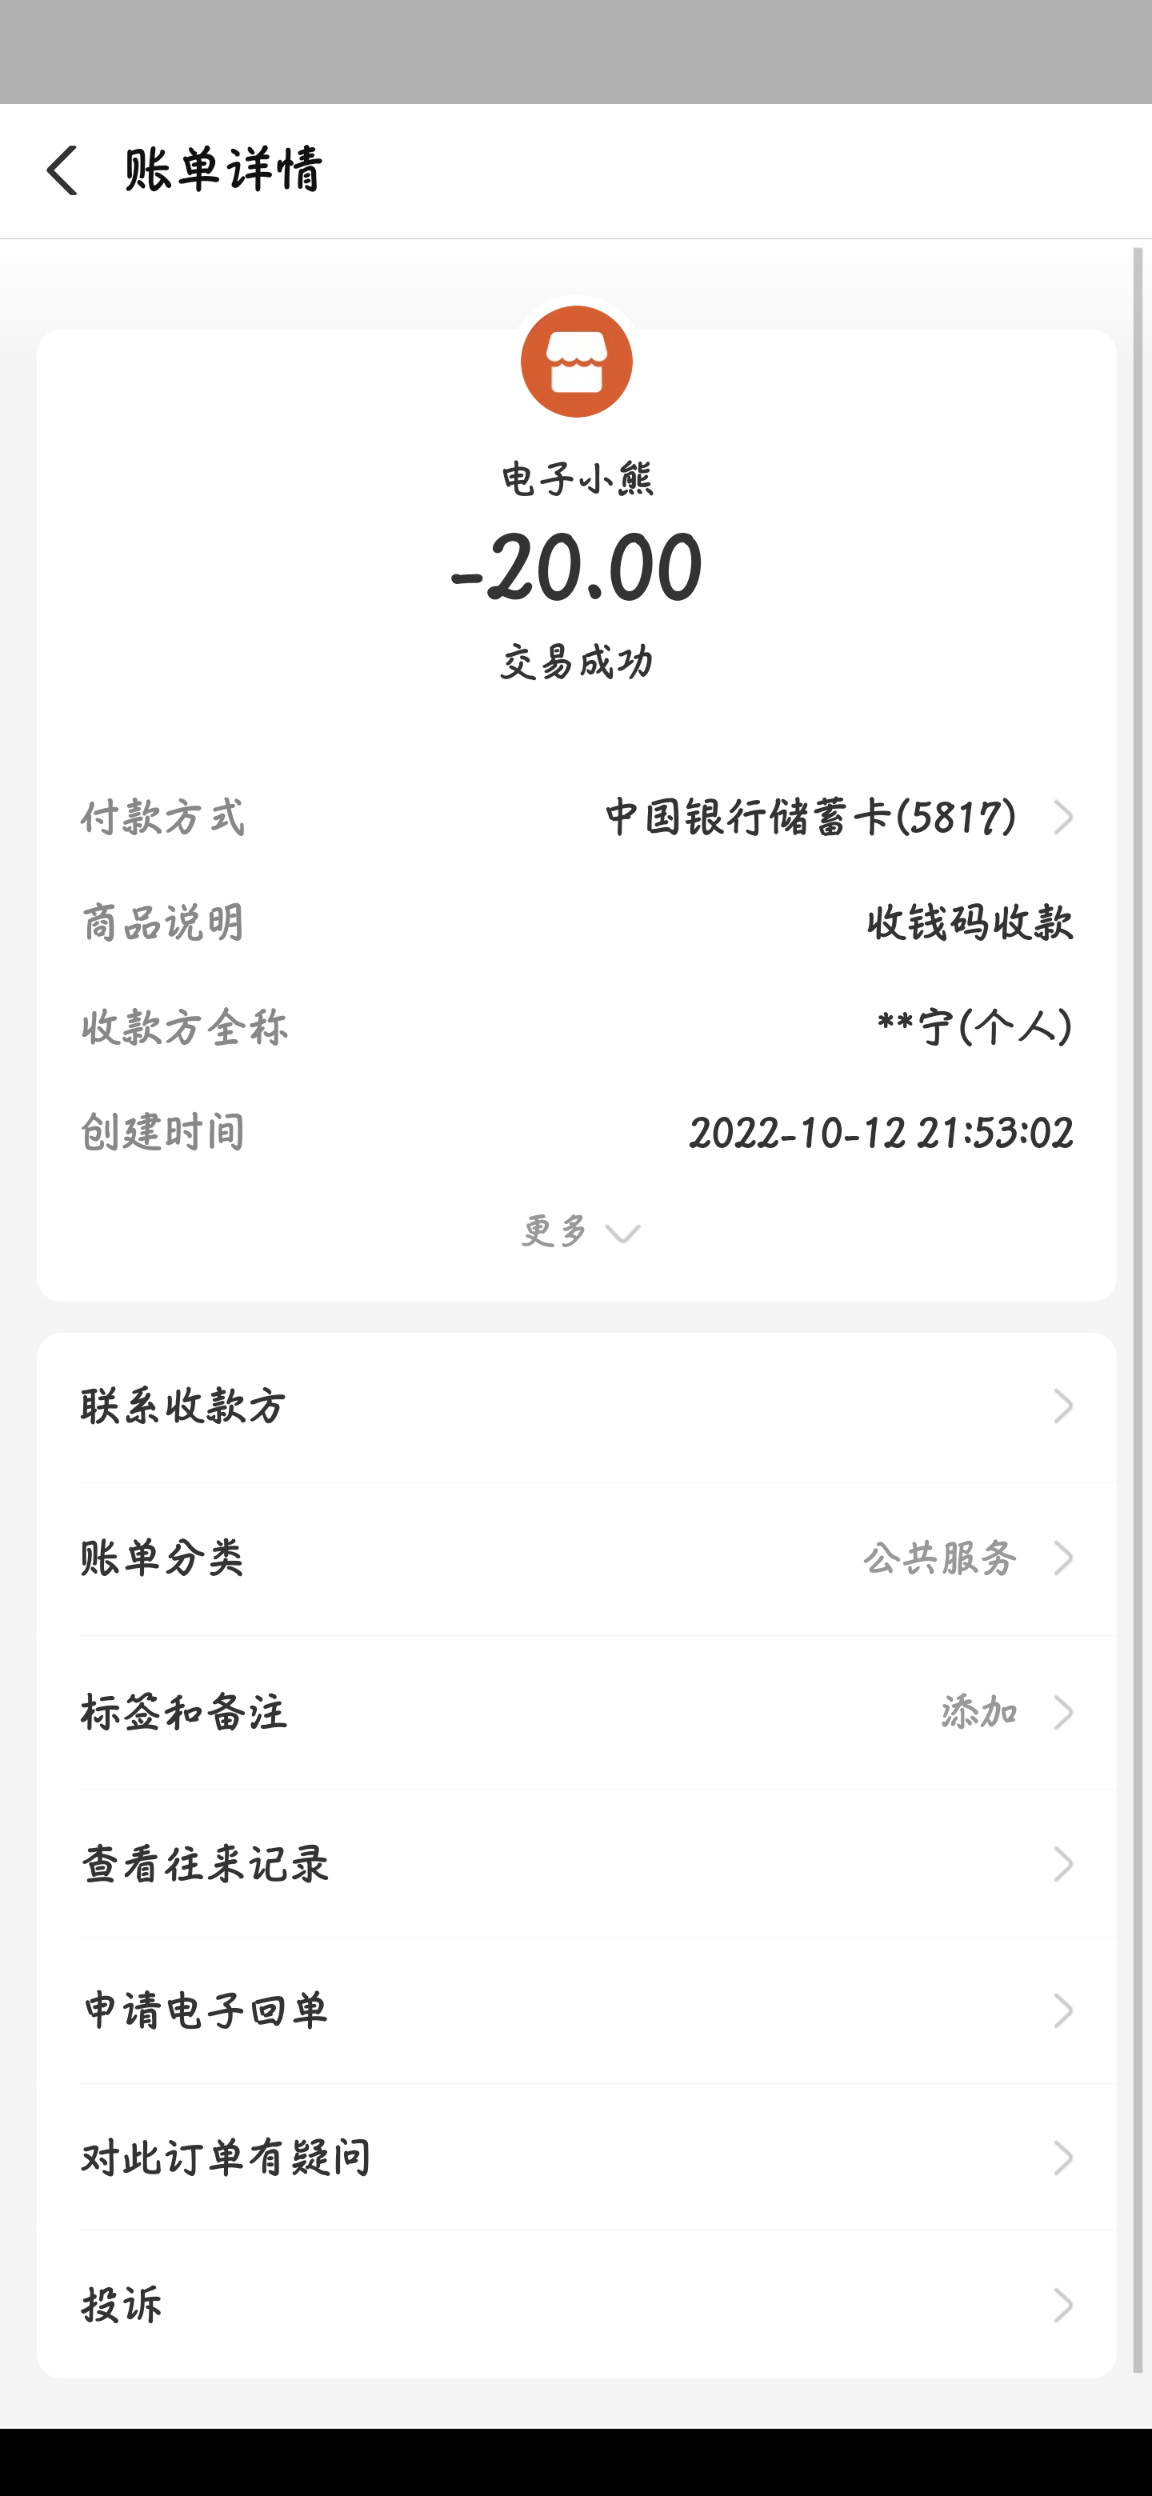 账单详情
电子小熊
-20.00
交易成功
付款方式 中国银行储蓄卡(5817)
商品说明 收钱码收款
收款方全称 **宇(个人)
创建时间 2022-10-12 21:53:02
更多
联系收款方
账单分类 公共服务
标签和备注 添加
查看往来记录
申请电子回单
对此订单有疑问
投诉